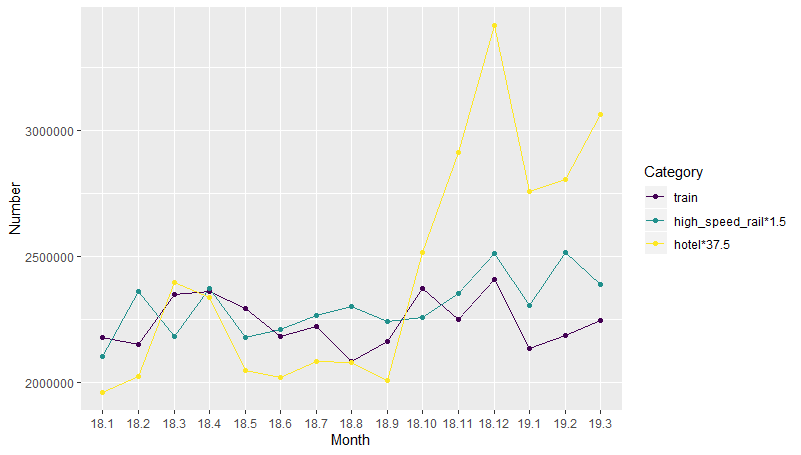 Number
3000000
2500000
2000000
18.1 18.2 18.3 18.4 18.5 18.6 18.7 18.8 18.9 18.10 18.11 18.12 19.1 19.2 19.3
Month
Category
train
high_speed_rail*1.5
hotel*37.5